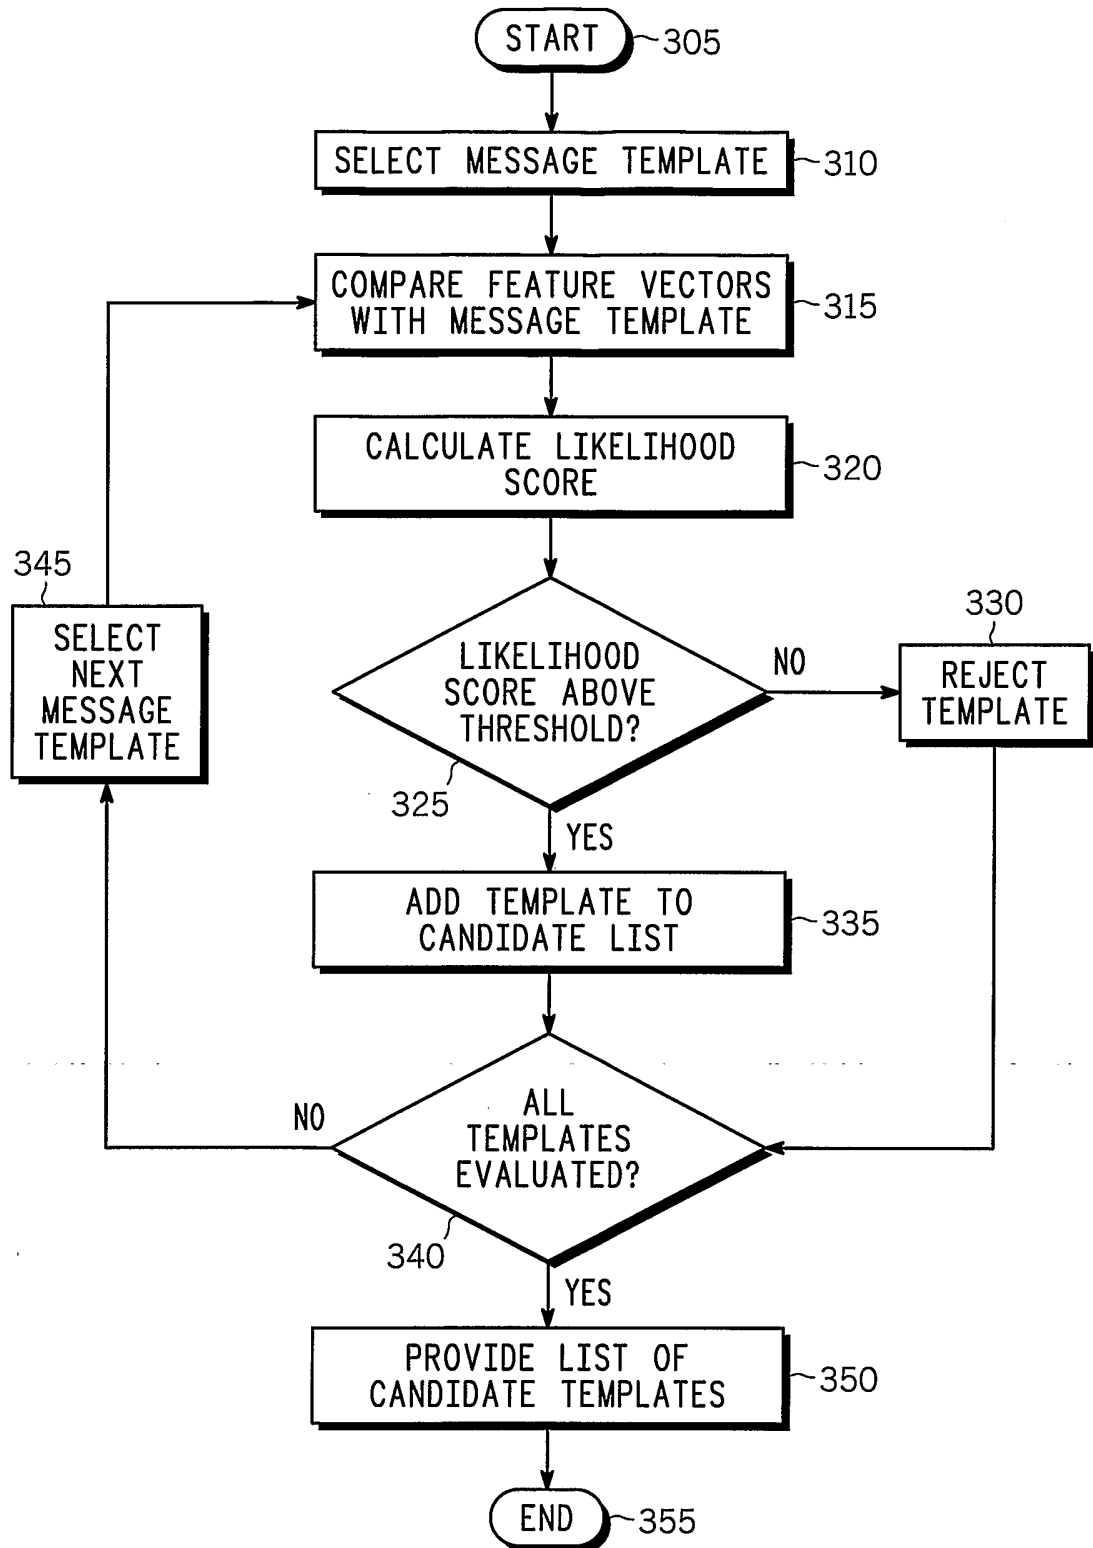 START
305
SELECT MESSAGE TEMPLATE
310
COMPARE FEATURE VECTORS
WITH MESSAGE TEMPLATE
315
CALCULATE LIKELIHOOD
SCORE
320
LIKELIHOOD
SCORE ABOVE
THRESHOLD?
325
NO
330
REJECT
TEMPLATE
YES
ADD TEMPLATE TO
CANDIDATE LIST
335
ALL
TEMPLATES
EVALUATED?
340
NO
345
SELECT
NEXT
MESSAGE
TEMPLATE
YES
PROVIDE LIST OF
CANDIDATE TEMPLATES
350
END
355